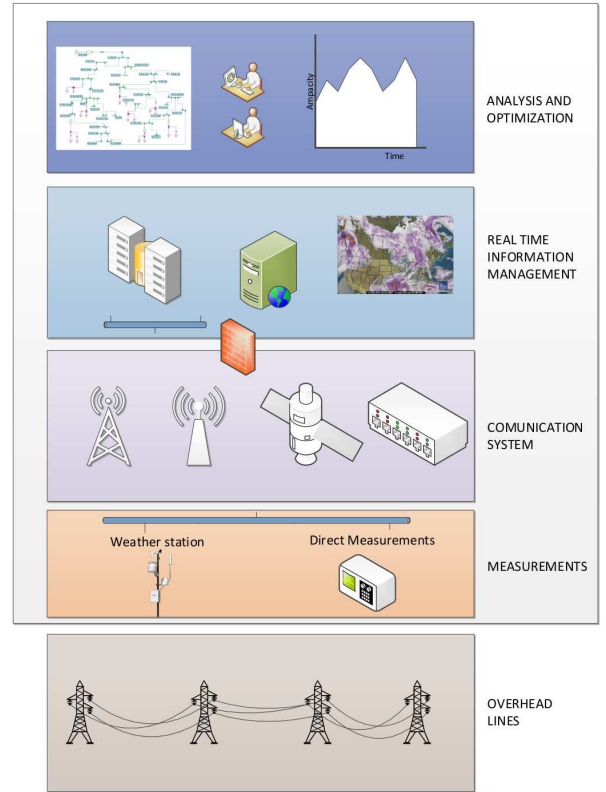 Ampacity
Time
ANALYSIS AND
OPTIMIZATION
REAL TIME
INFORMATION
MANAGEMENT
COMUNICATION
SYSTEM
Weather station
Direct Measurements
MEASUREMENTS
OVERHEAD
LINES